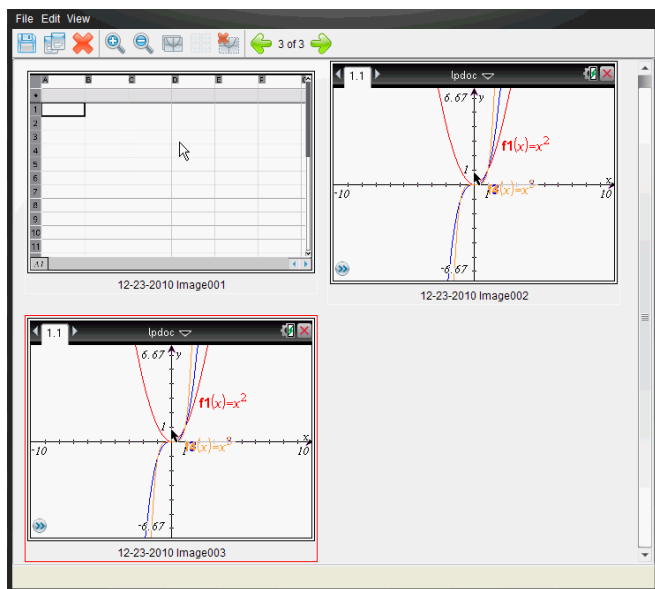 File Edit View
3 of 3
A B C D E F
1
2
3
4
5
6
7
8
9
10
11
A1
12-23-2010 Image001
1.1
lpdoc
6.67 y
f1(x)=x²
1
x
-10
1
10
-6.67
12-23-2010 Image002
1.1
lpdoc
6.67 y
f1(x)=x²
1
x
-10
1
10
-6.67
12-23-2010 Image003